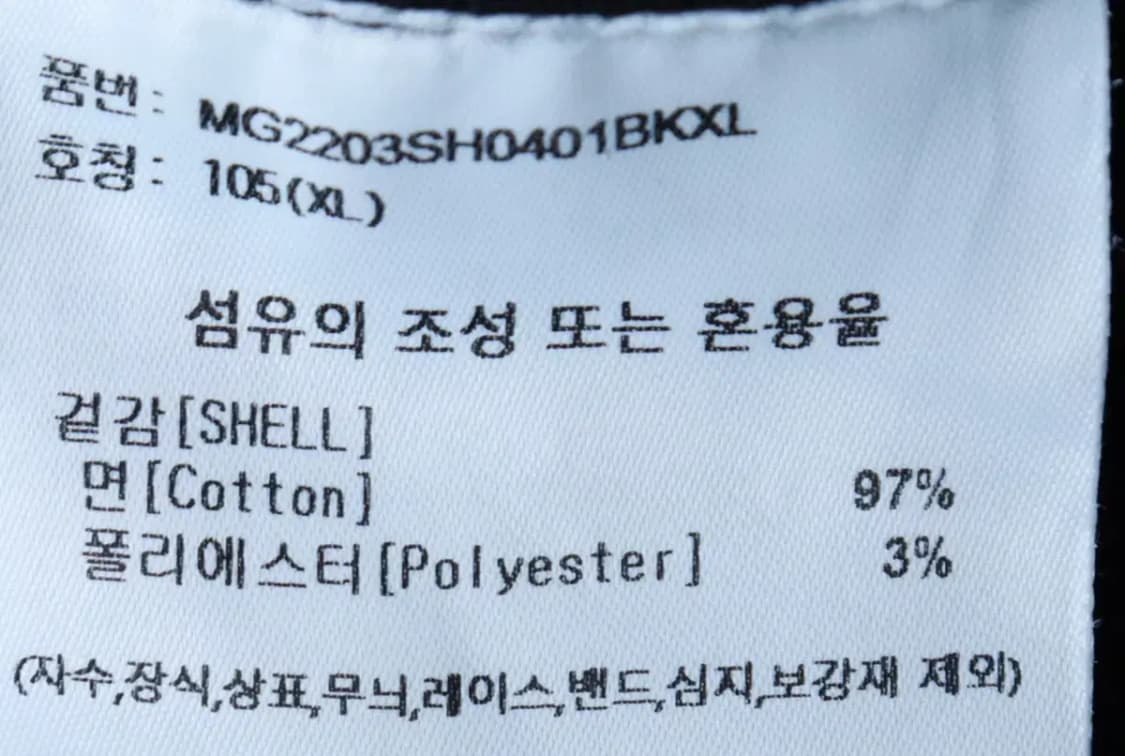 품번: MG2203SH0401BKXL
호칭: 105(XL)
섬유의 조성 또는 혼용율
겉감[SHELL]
면[Cotton] 97%
폴리에스터[Polyester] 3%
(자수,장식,상표,무늬,레이스,밴드,심지,보강재 제외)